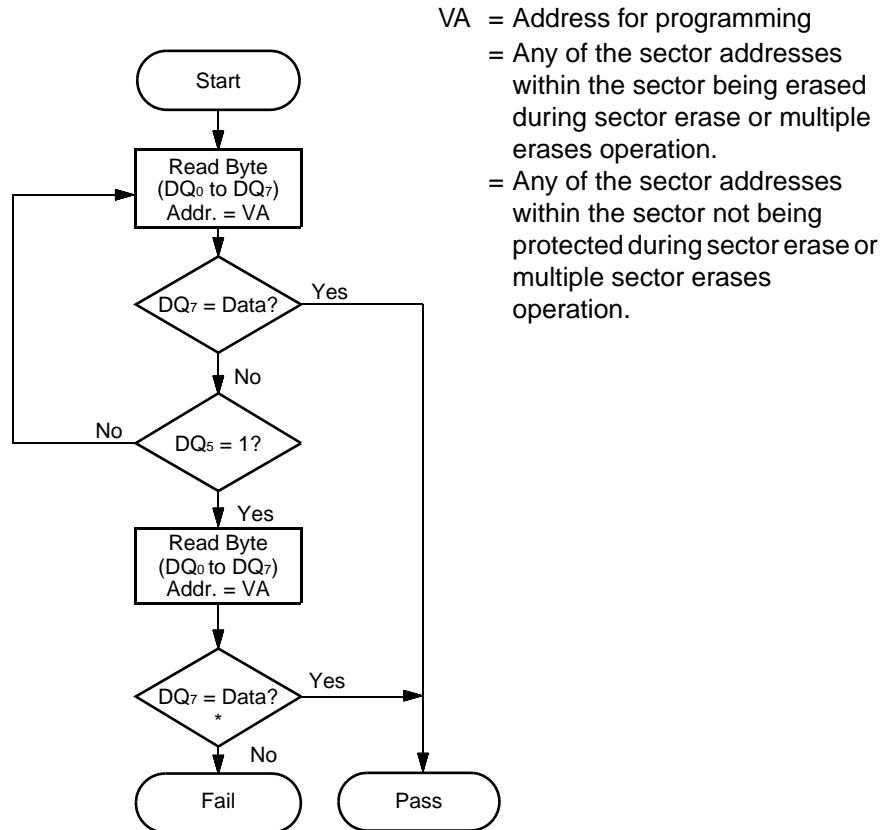 VA = Address for programming
= Any of the sector addresses
within the sector being erased
during sector erase or multiple
erases operation.
= Any of the sector addresses
within the sector not being
protected during sector erase or
multiple sector erases
operation.
Start
Read Byte
(DQ0 to DQ7)
Addr. = VA
DQ7 = Data?
Yes
No
DQ5 = 1?
No
Yes
Read Byte
(DQ0 to DQ7)
Addr. = VA
DQ7 = Data?
*
Yes
No
Fail
Pass